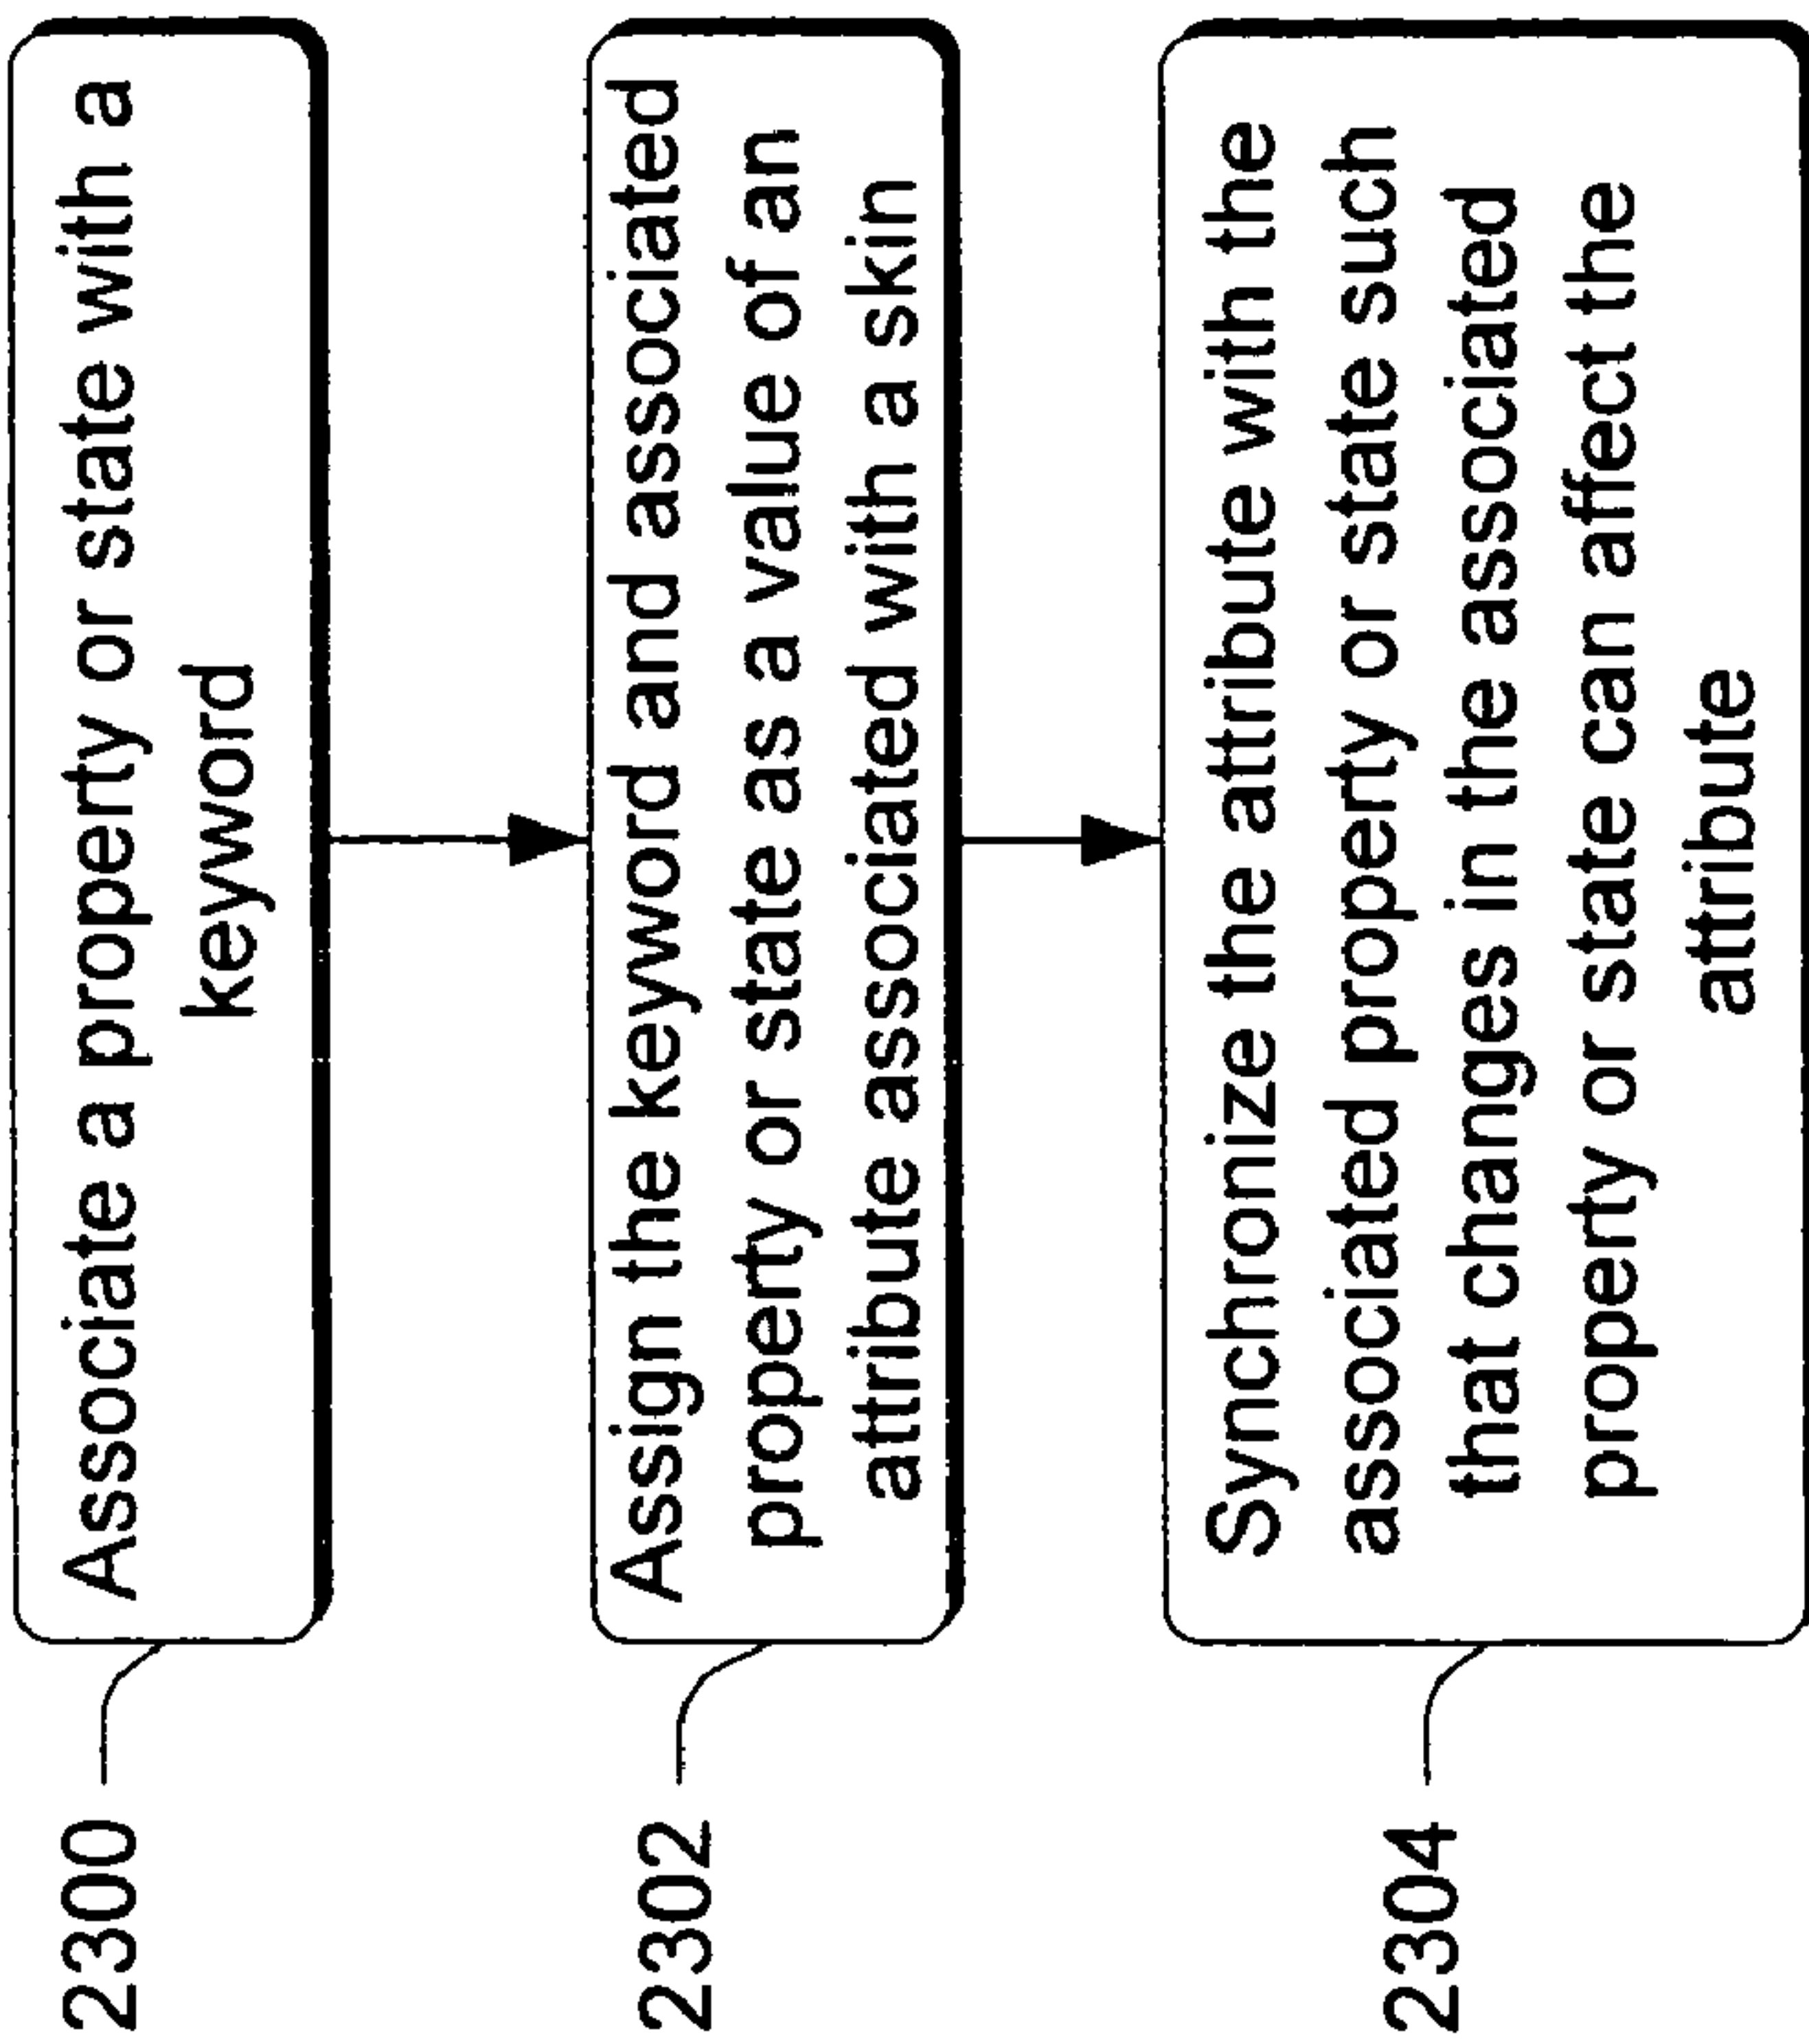 2300
Associate a property or state with a
keyword
2302
Assign the keyword and associated
property or state as a value of an
attribute associated with a skin
2304
Synchronize the attribute with the
associated property or state such
that changes in the associated
property or state can affect the
attribute